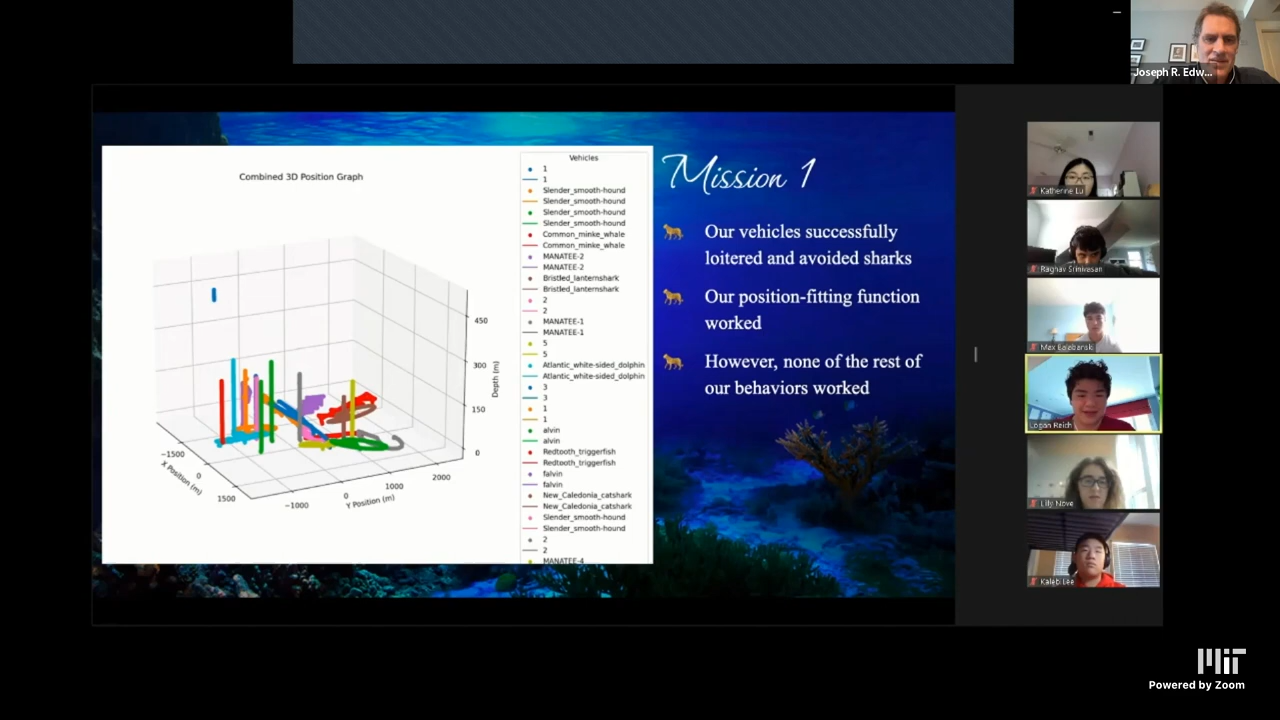 Joseph R. Edw...
Combined 3D Position Graph
Vehicles
1
1
Slender_smooth-hound
Slender_smooth-hound
Slender_smooth-hound
Slender_smooth-hound
Common_minke_whale
Common_minke_whale
MANATEE-2
MANATEE-2
Bristled_lanternshark
Bristled_lanternshark
2
2
MANATEE-1
MANATEE-1
5
5
Atlantic_white-sided_dolphin
Atlantic_white-sided_dolphin
3
3
1
1
alvin
alvin
Redtooth_triggerfish
Redtooth_triggerfish
falvin
falvin
New_Caledonia_catshark
New_Caledonia_catshark
Slender_smooth-hound
Slender_smooth-hound
2
2
MANATEE-4
450
300
150
0
Depth (m)
−1500
0
1500
X Position (m)
−1000
0
1000
2000
Y Position (m)
Mission 1
Our vehicles successfully
loitered and avoided sharks
Our position-fitting function
worked
However, none of the rest of
our behaviors worked
Katherine Lu
Raghav Srinivasan
Max Balabanski
Logan Reich
Lilly Nove
Kaleb Lee
MIT
Powered by Zoom